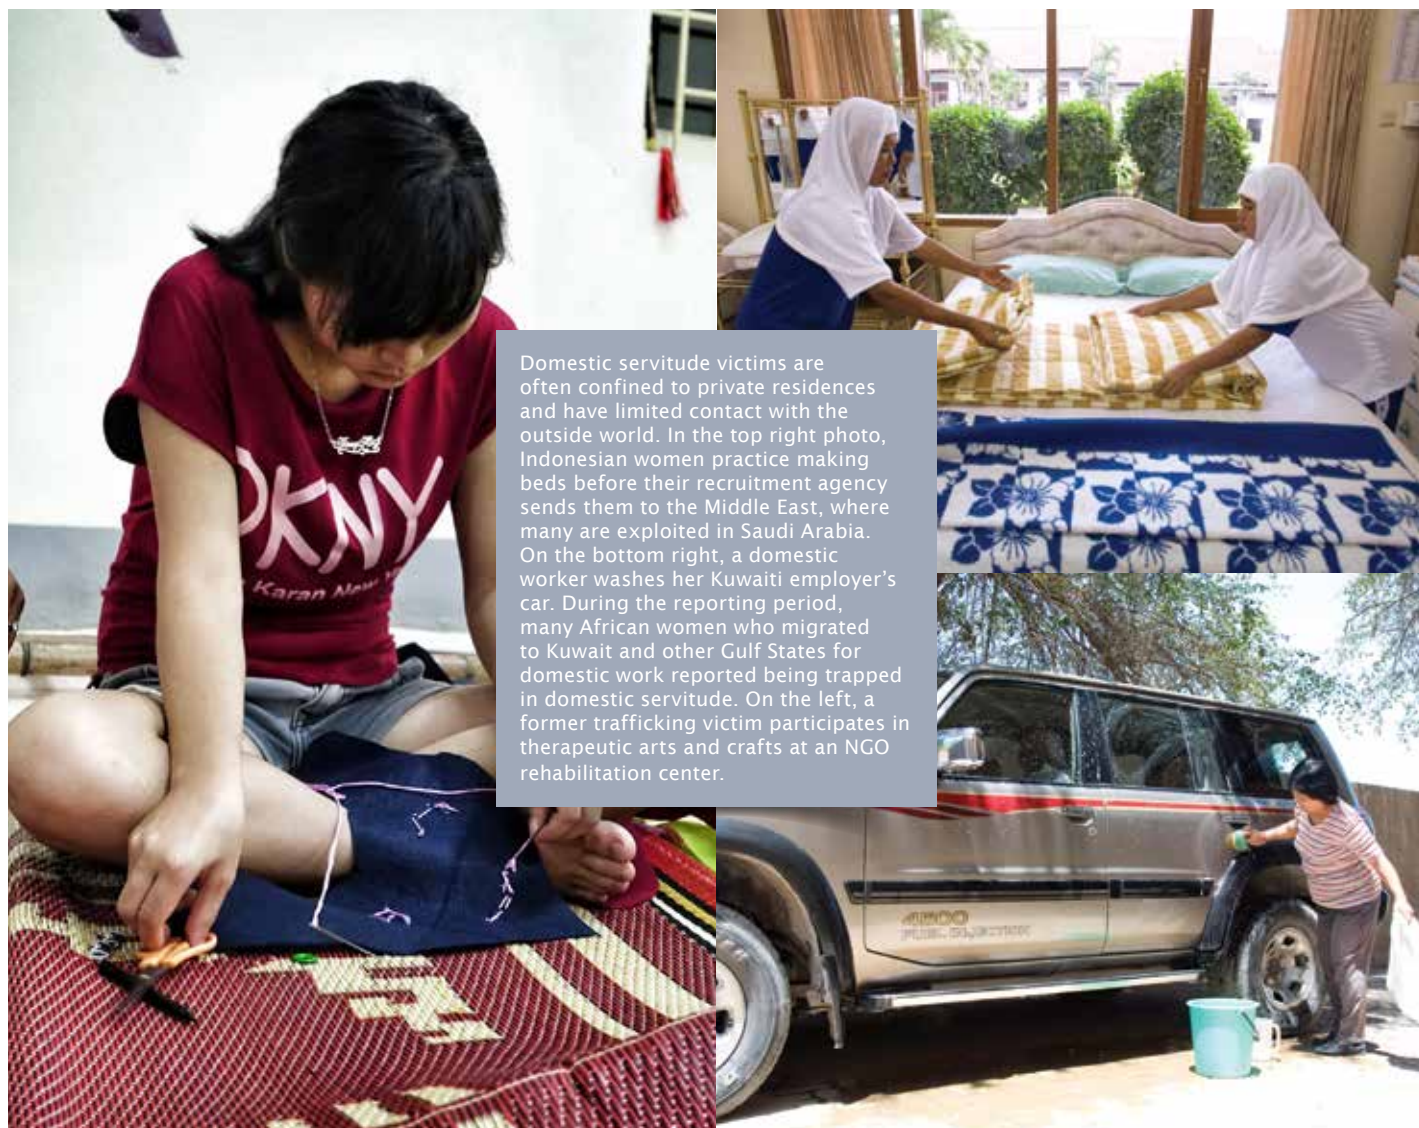 DKNY
Karan New
Domestic servitude victims are
often confined to private residences
and have limited contact with the
outside world. In the top right photo,
Indonesian women practice making
beds before their recruitment agency
sends them to the Middle East, where
many are exploited in Saudi Arabia.
On the bottom right, a domestic
worker washes her Kuwaiti employer’s
car. During the reporting period,
many African women who migrated
to Kuwait and other Gulf States for
domestic work reported being trapped
in domestic servitude. On the left, a
former trafficking victim participates in
therapeutic arts and crafts at an NGO
rehabilitation center.
4500
FUEL INJECTION